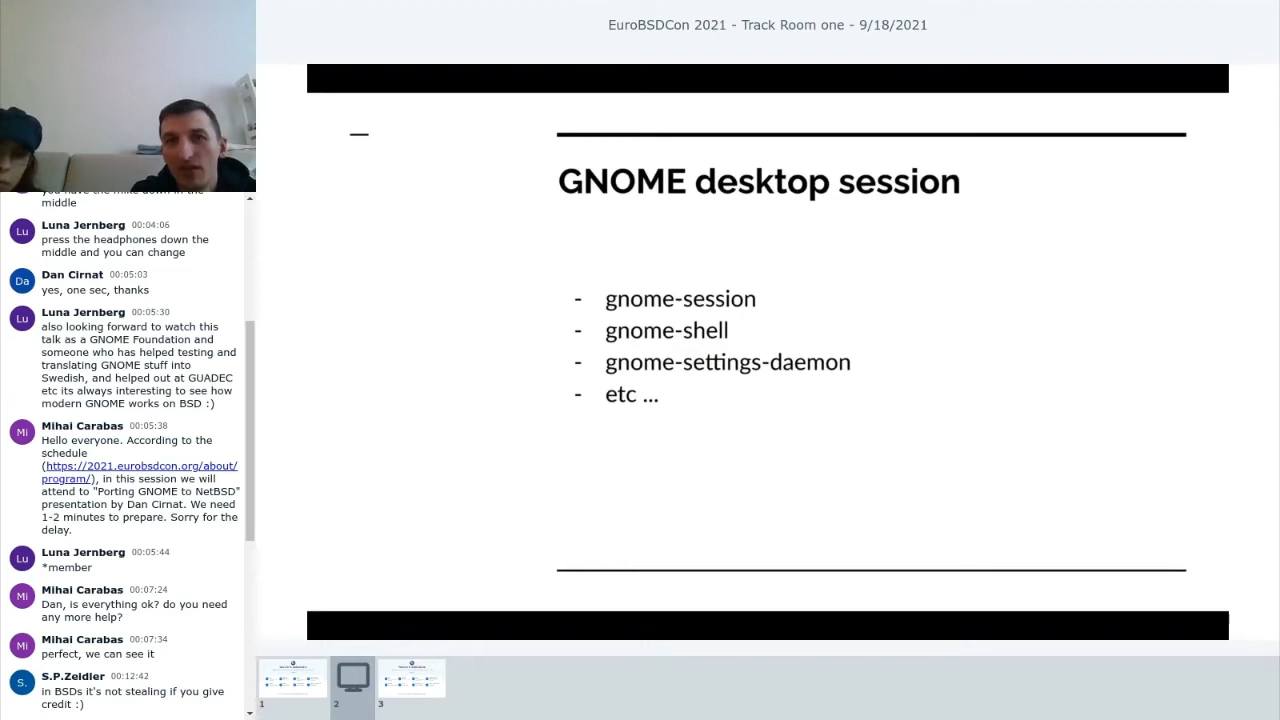 EuroBSDCon 2021 - Track Room one - 9/18/2021
you have the mike down in the
middle
Lu
Luna Jernberg 00:04:06
press the headphones down the
middle and you can change
Da
Dan Cirnat 00:05:03
yes, one sec, thanks
Lu
Luna Jernberg 00:05:30
also looking forward to watch this
talk as a GNOME Foundation and
someone who has helped testing and
translating GNOME stuff into
Swedish, and helped out at GUADEC
etc its always interesting to see how
modern GNOME works on BSD :)
Mi
Mihai Carabas 00:05:38
Hello everyone. According to the
schedule
(https://2021.eurobsdcon.org/about/
program/), in this session we will
attend to "Porting GNOME to NetBSD"
presentation by Dan Cirnat. We need
1-2 minutes to prepare. Sorry for the
delay.
Lu
Luna Jernberg 00:05:44
*member
Mi
Mihai Carabas 00:07:24
Dan, is everything ok? do you need
any more help?
Mi
Mihai Carabas 00:07:34
perfect, we can see it
S.
S.P.Zeidler 00:12:42
in BSDs it's not stealing if you give
credit :)
GNOME desktop session
- gnome-session
- gnome-shell
- gnome-settings-daemon
- etc ...
1
2
3